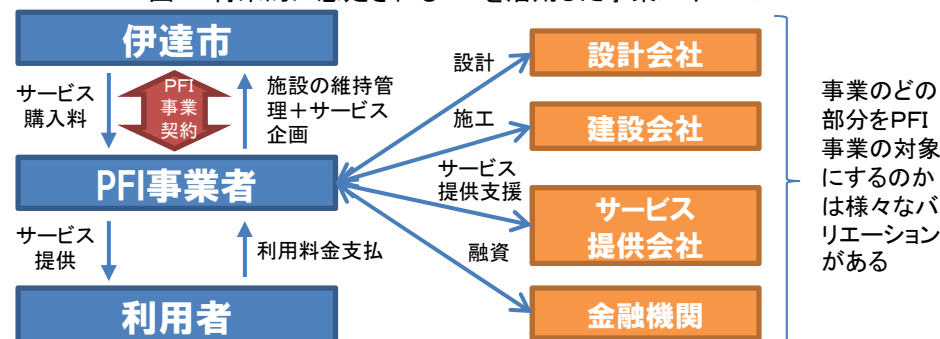 伊達市
サービス
購入料
PFI
事業
契約
施設の維持管
理＋サービス
企画
PFI事業者
サービス
提供
利用料金支払
利用者
設計
施工
サービス
提供支援
融資
設計会社
建設会社
サービス
提供会社
金融機関
事業のどの
部分をPFI
事業の対象
にするのか
は様々なバ
リエーション
がある